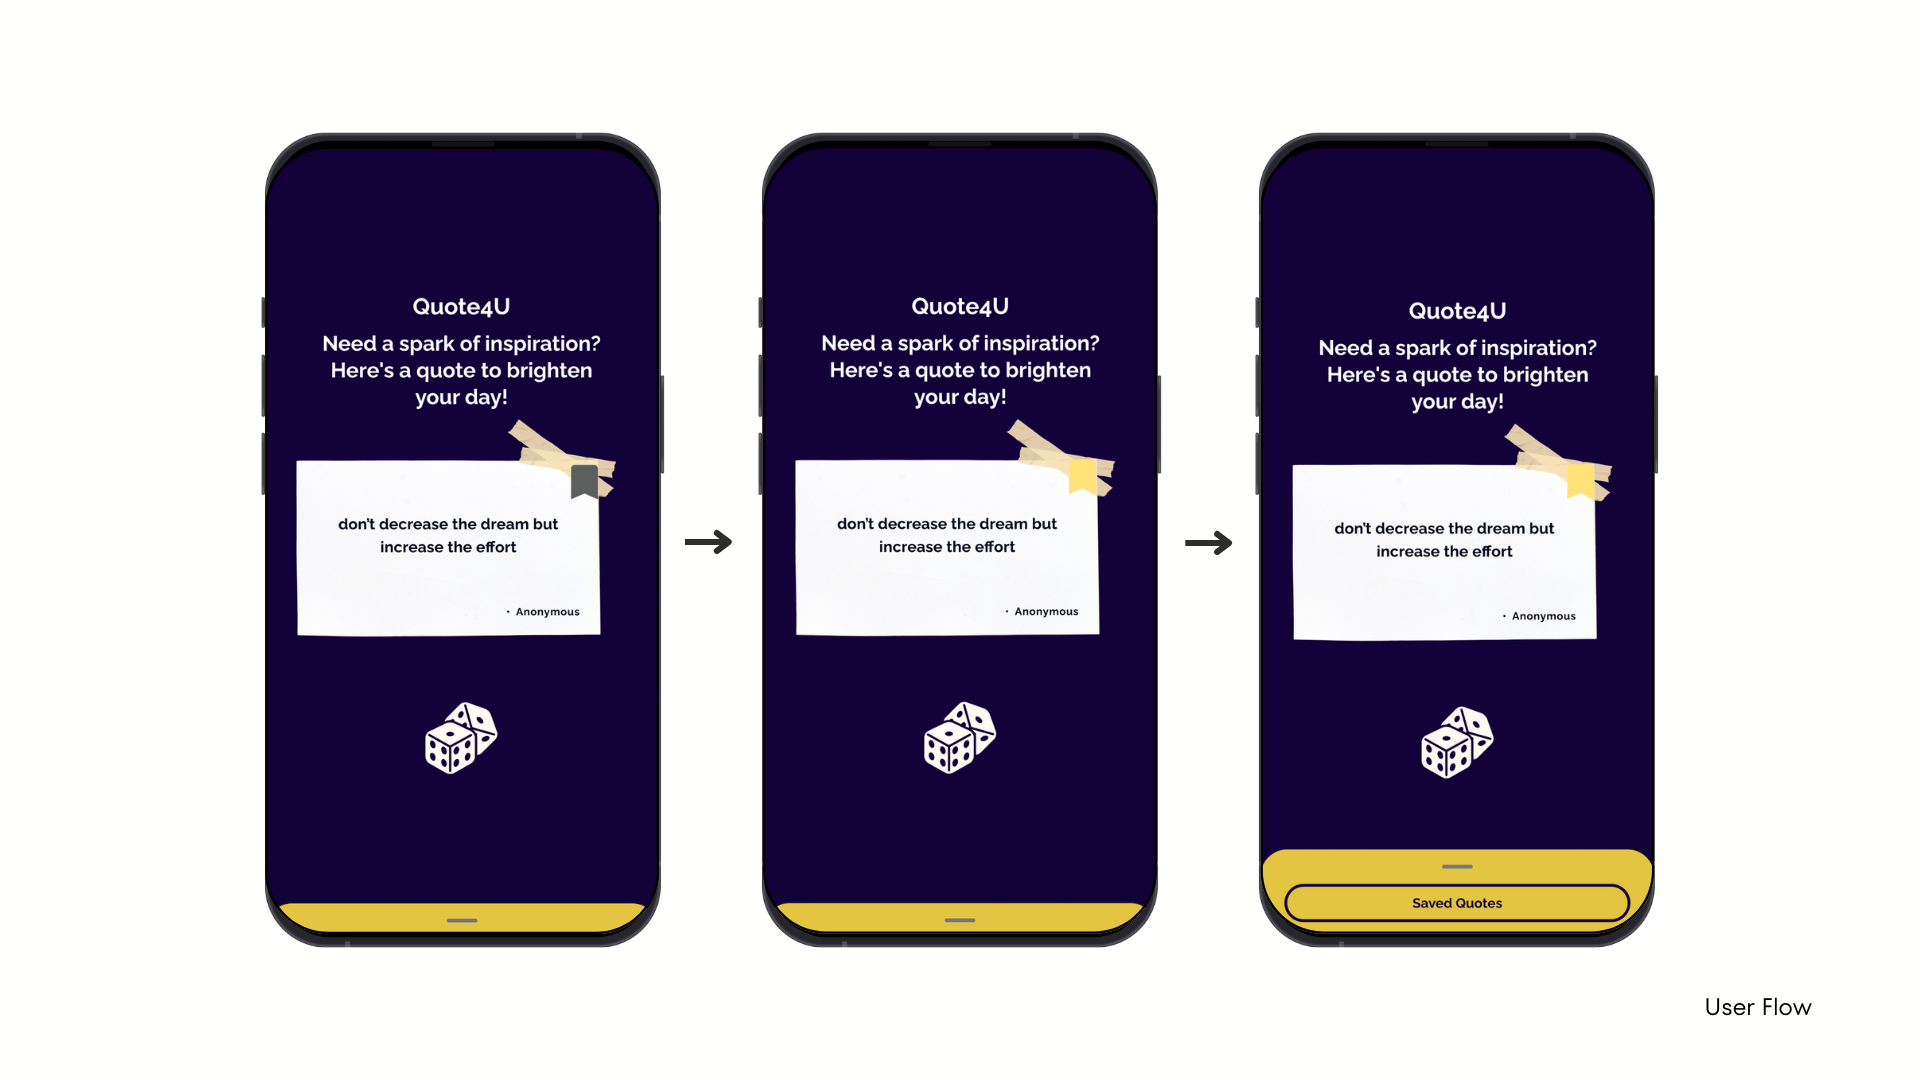 Quote4U
Need a spark of inspiration?
Here's a quote to brighten
your day!
don't decrease the dream but
increase the effort
• Anonymous
Quote4U
Need a spark of inspiration?
Here's a quote to brighten
your day!
don't decrease the dream but
increase the effort
• Anonymous
Quote4U
Need a spark of inspiration?
Here's a quote to brighten
your day!
don't decrease the dream but
increase the effort
• Anonymous
Saved Quotes
User Flow